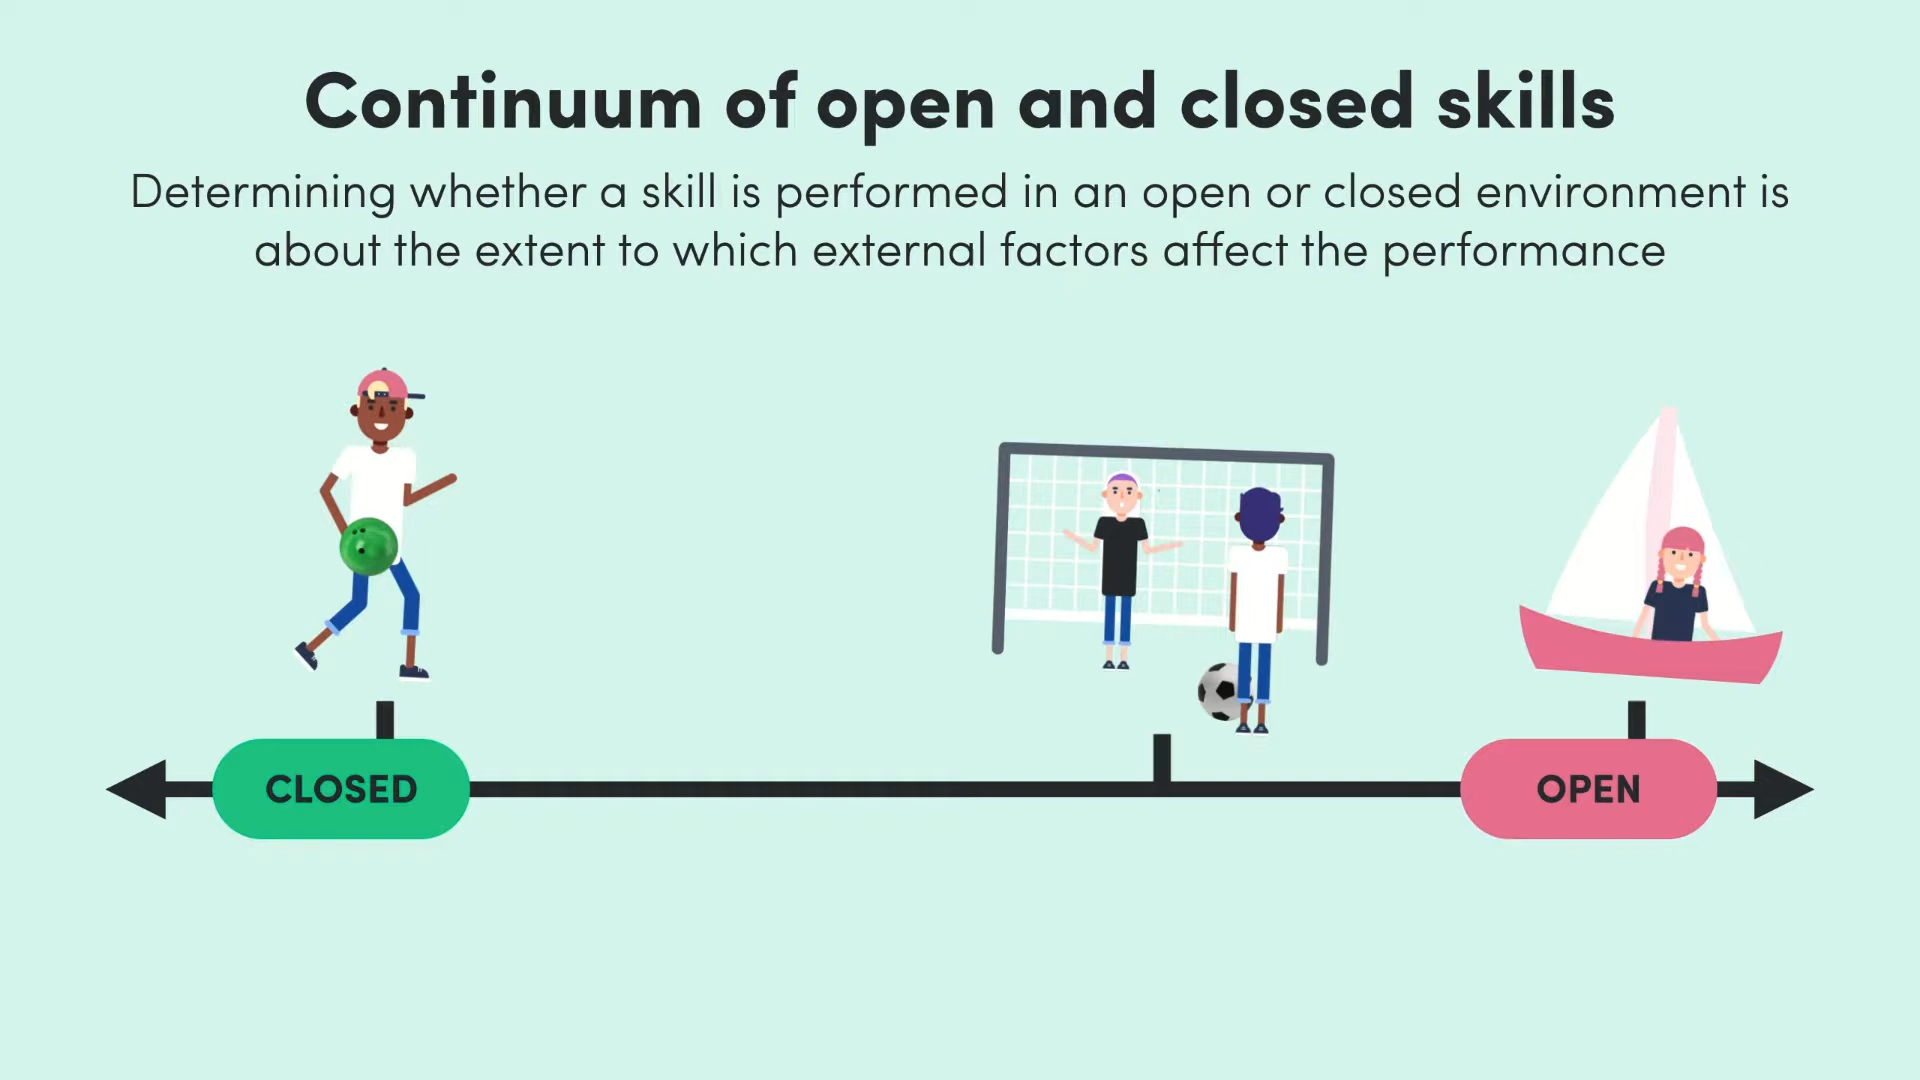 Continuum of open and closed skills
Determining whether a skill is performed in an open or closed environment is
about the extent to which external factors affect the performance
CLOSED
OPEN